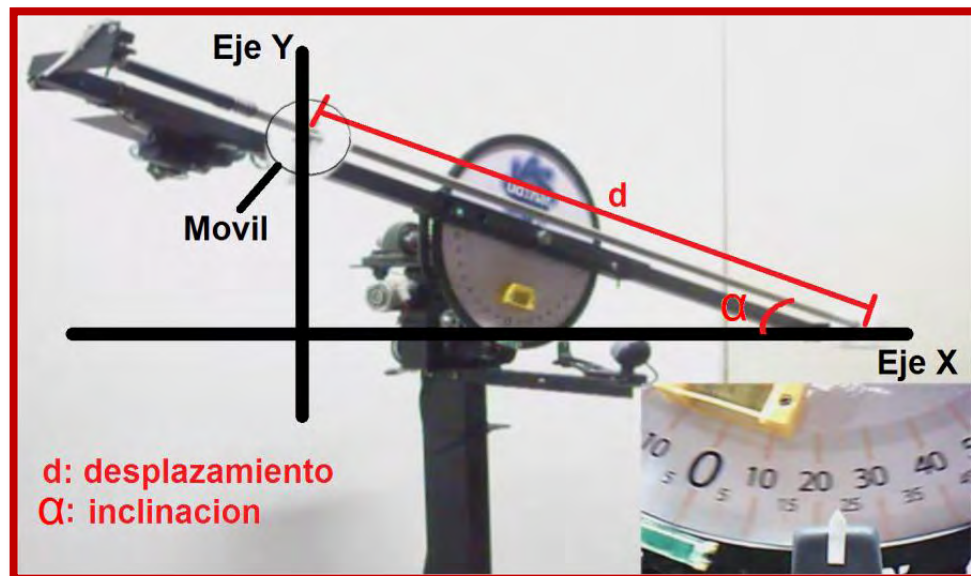 Eje Y
d
Movil
α
Eje X
10 0 10 20 30 40
5 5 15 25 35
d: desplazamiento
α: inclinacion